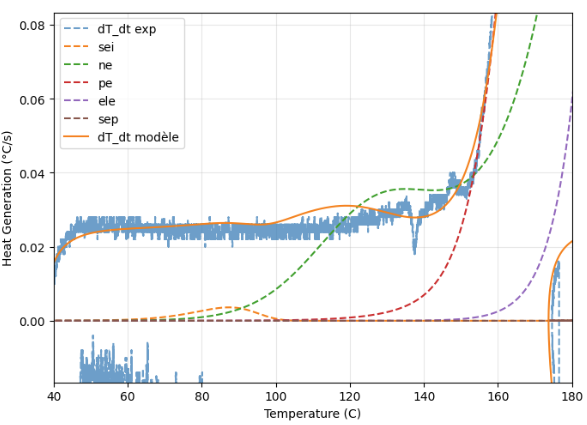 Heat Generation (°C/s)
0.08
0.06
0.04
0.02
0.00
dT_dt exp
sei
ne
pe
ele
sep
dT_dt modèle
40 60 80 100 120 140 160 180
Temperature (C)